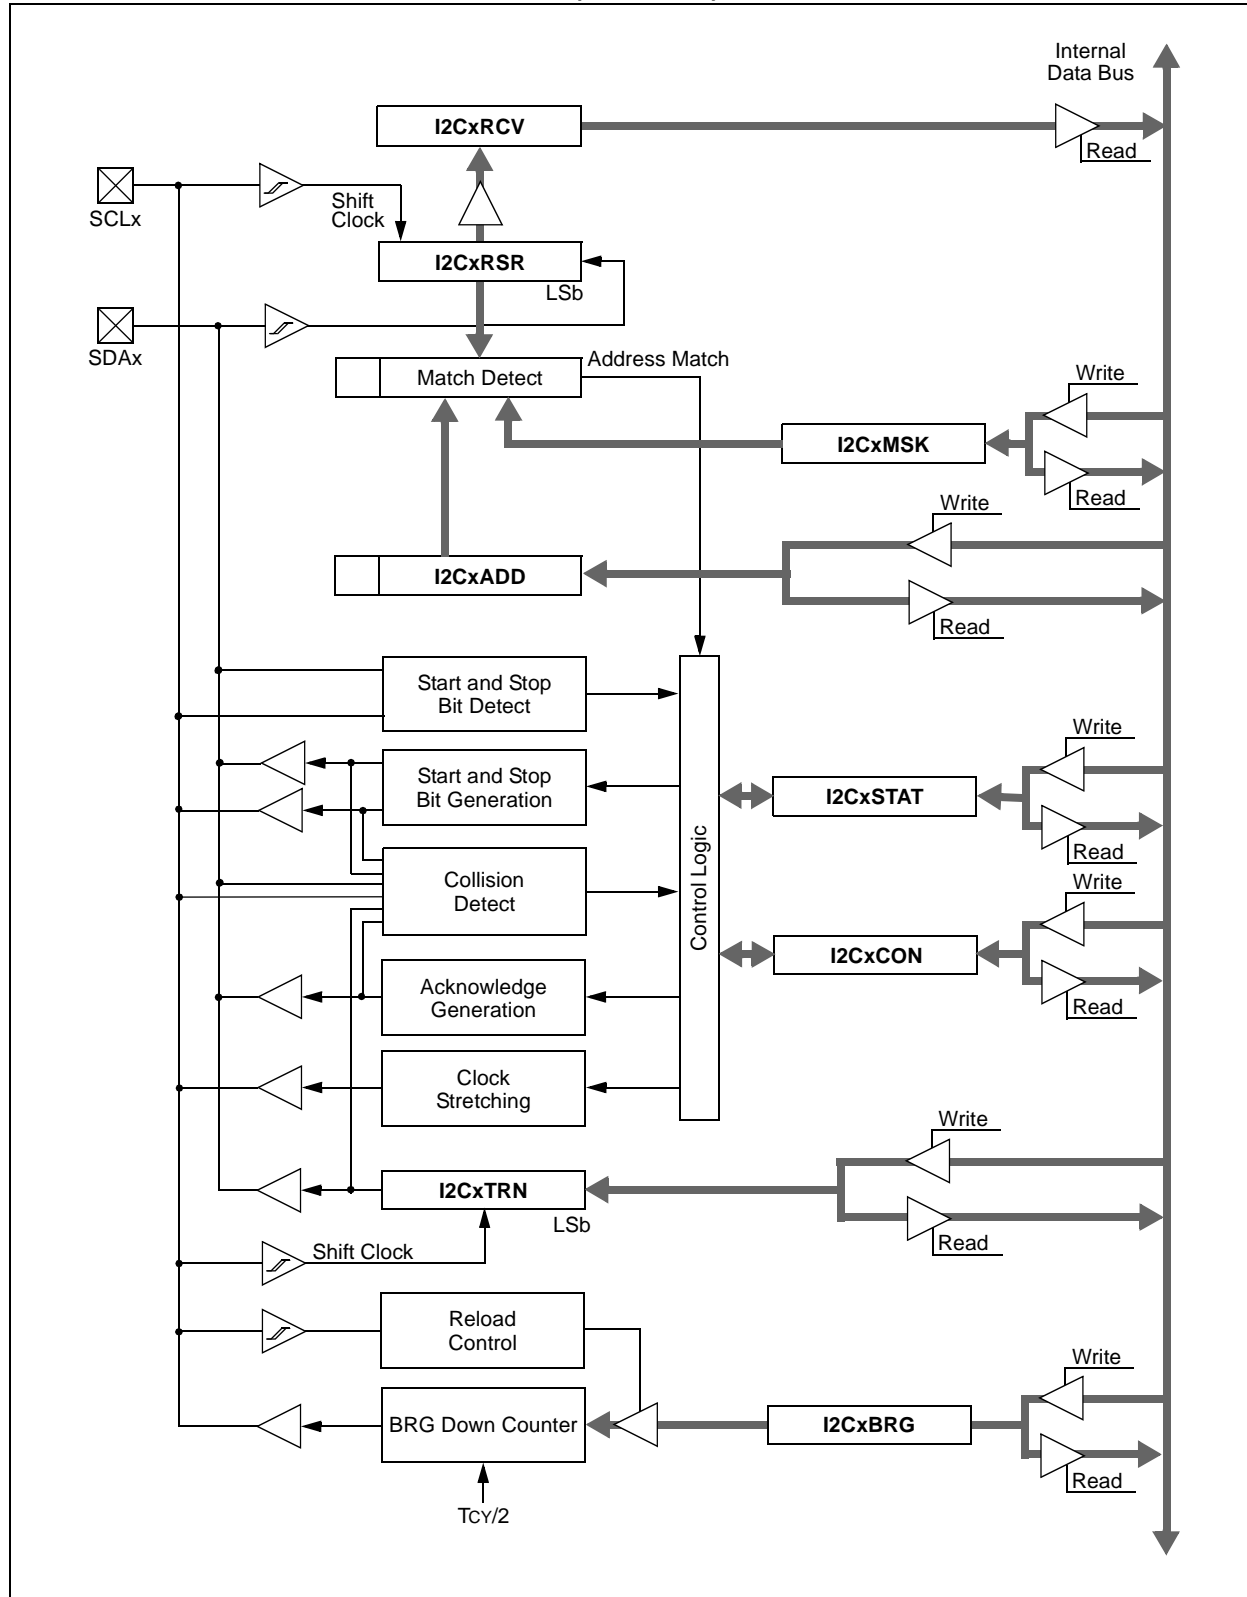 Internal
Data Bus
I2CxRCV
Read
Shift
Clock
SCLx
I2CxRSR
LSb
SDAx
Address Match
Match Detect
Write
I2CxMSK
Read
Write
I2CxADD
Read
Start and Stop
Bit Detect
Write
Start and Stop
Bit Generation
I2CxSTAT
Read
Control Logic
Collision
Detect
Write
I2CxCON
Acknowledge
Generation
Read
Clock
Stretching
Write
I2CxTRN
LSb
Read
Shift Clock
Reload
Control
Write
BRG Down Counter
I2CxBRG
Read
TCY/2